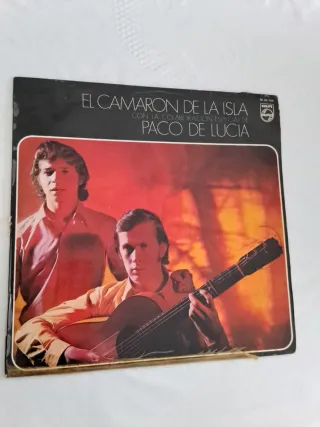 EL CAMARON DE LA ISLA
CON LA COLABORACION ESPECIAL DE
PACO DE LUCIA
PHILIPS